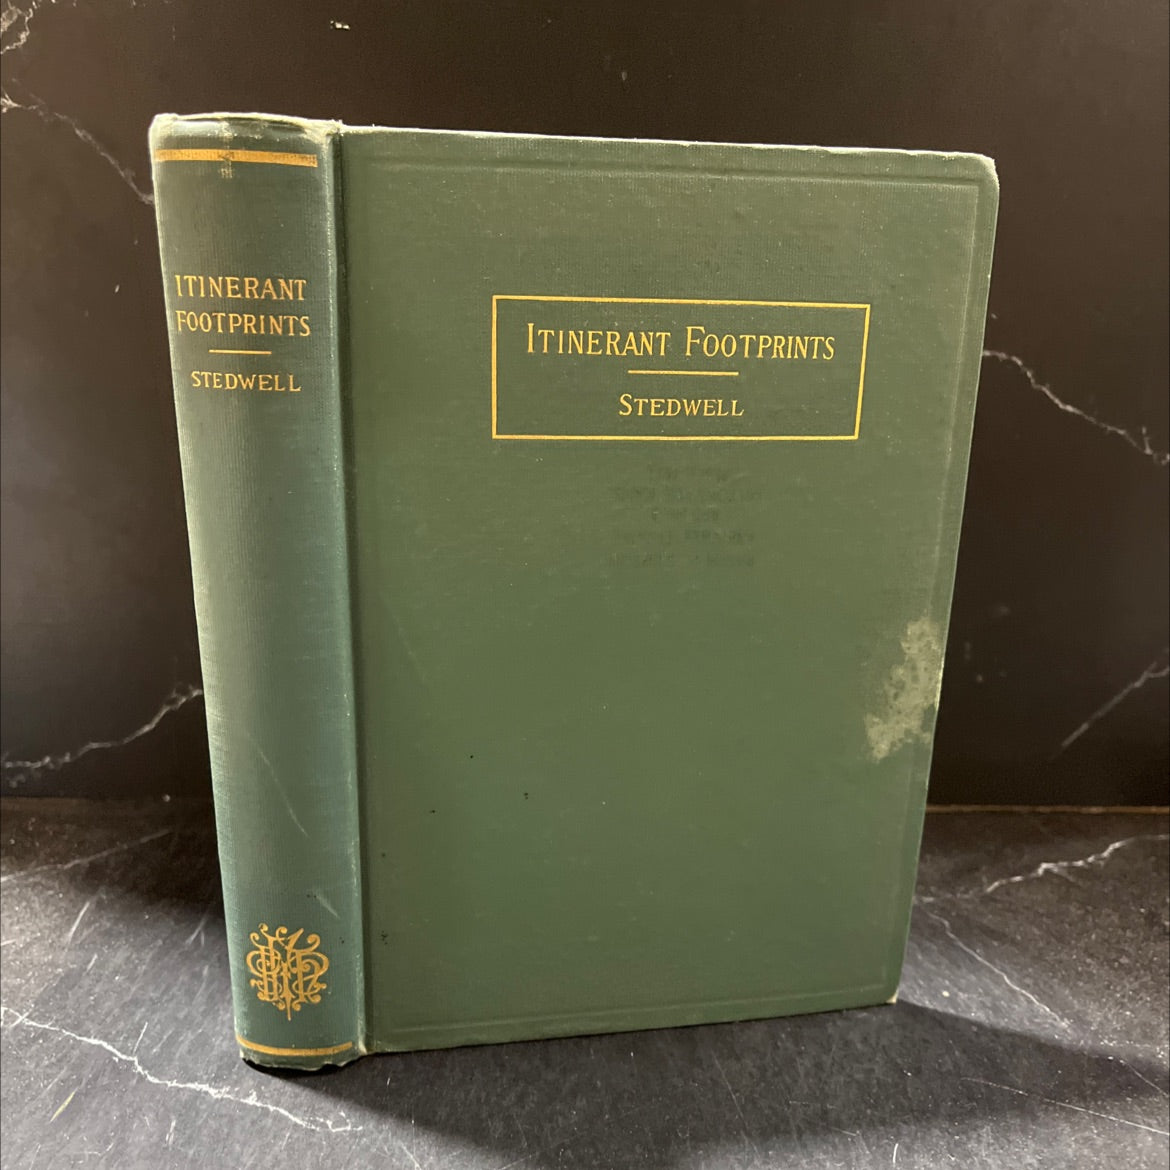 ITINERANT
FOOTPRINTS
STEDWELL
ITINERANT FOOTPRINTS
STEDWELL